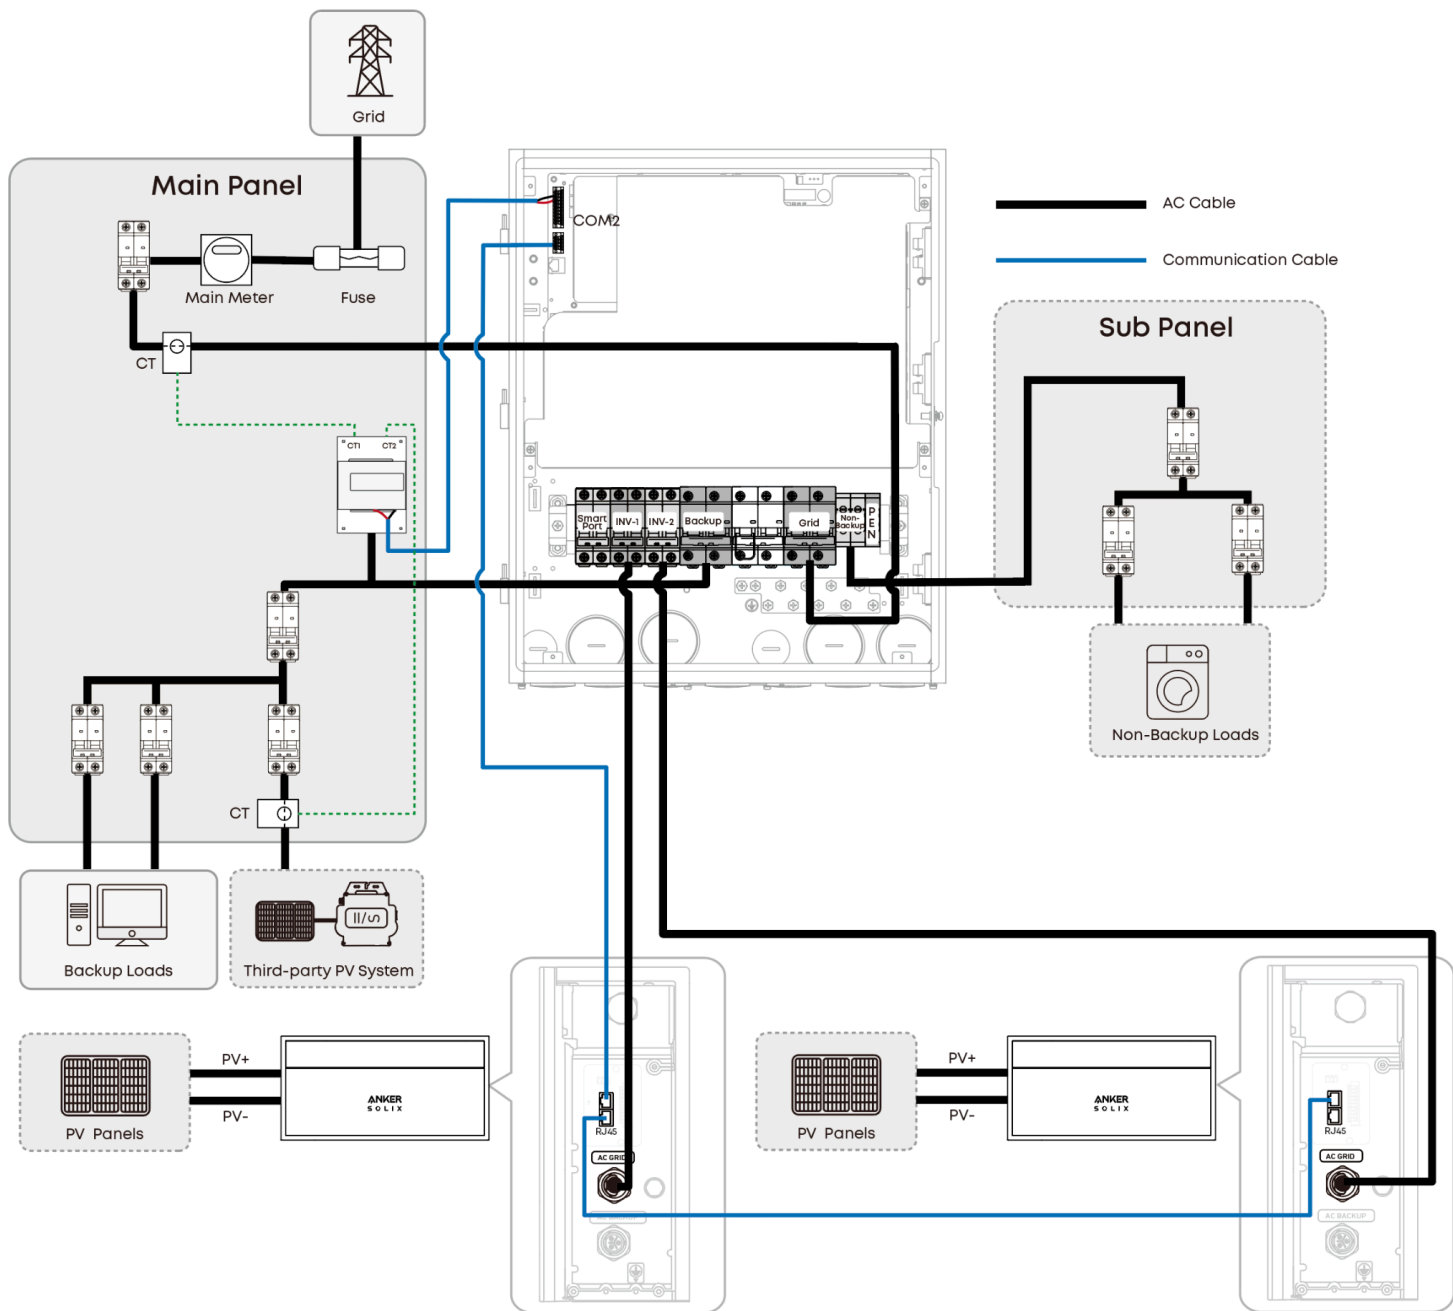 Grid
Main Panel
Main Meter
Fuse
CT
CT1
CT2
COM2
AC Cable
Communication Cable
Sub Panel
Smart
Port
INV-1
INV-2
Backup
Grid
Non-
Backup
P
E
N
Non-Backup Loads
CT
Backup Loads
Third-party PV System
PV+
PV-
PV Panels
ANKER
SOLIX
RJ45
AC GRID
AC BACKUP
PV+
PV-
PV Panels
ANKER
SOLIX
RJ45
AC GRID
AC BACKUP